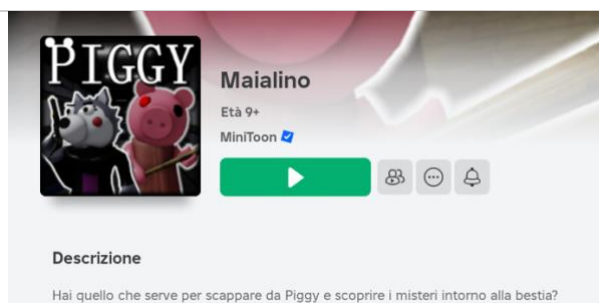 PIGGY
Maialino
Età 9+
MiniToon
Descrizione
Hai quello che serve per scappare da Piggy e scoprire i misteri intorno alla bestia?